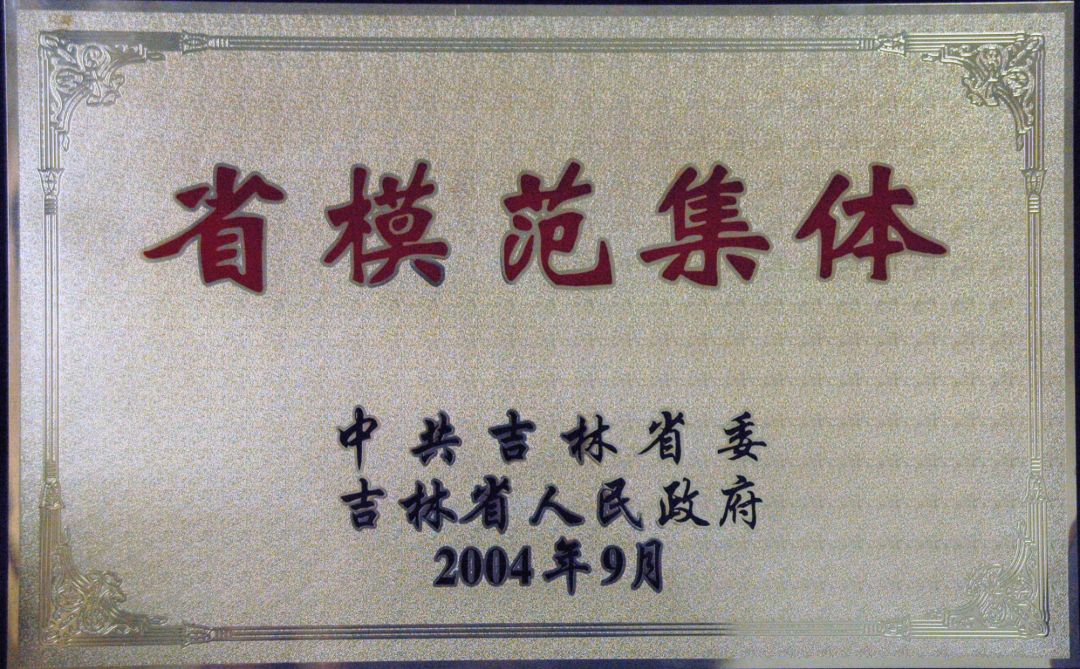 省模范集体
中共吉林省委
吉林省人民政府
2004年9月